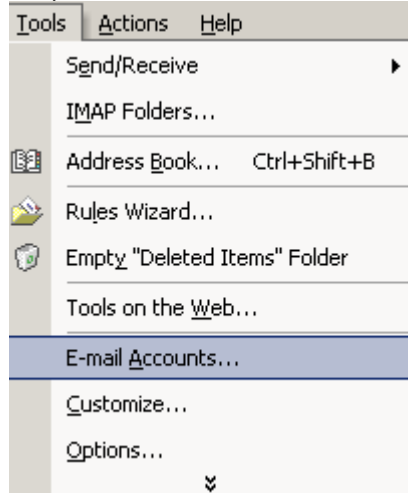 Tools Actions Help
Send/Receive
IMAP Folders...
Address Book... Ctrl+Shift+B
Rules Wizard...
Empty "Deleted Items" Folder
Tools on the Web...
E-mail Accounts...
Customize...
Options...